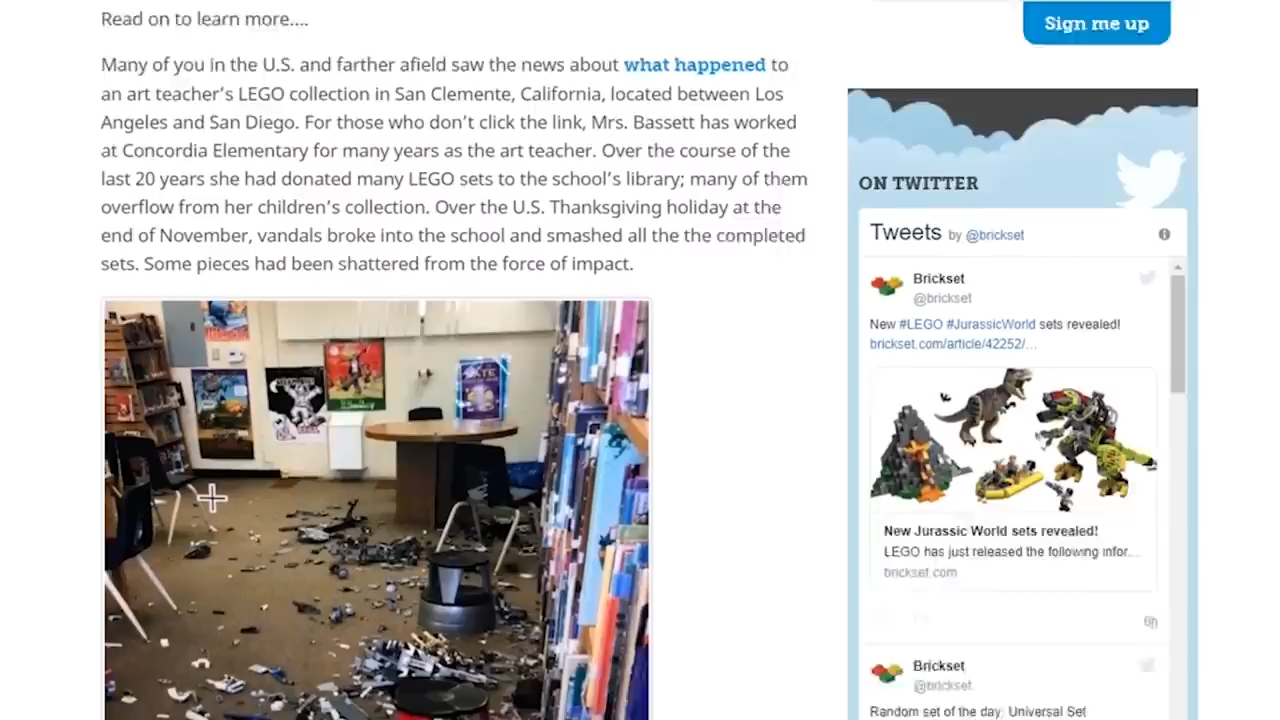 Read on to learn more....
Sign me up
Many of you in the U.S. and farther afield saw the news about what happened to
an art teacher's LEGO collection in San Clemente, California, located between Los
Angeles and San Diego. For those who don't click the link, Mrs. Bassett has worked
at Concordia Elementary for many years as the art teacher. Over the course of the
last 20 years she had donated many LEGO sets to the school's library; many of them
overflow from her children's collection. Over the U.S. Thanksgiving holiday at the
end of November, vandals broke into the school and smashed all the the completed
sets. Some pieces had been shattered from the force of impact.
ON TWITTER
Tweets by @brickset
Brickset
@brickset
New #LEGO #JurassicWorld sets revealed!
brickset.com/article/42252/...
New Jurassic World sets revealed!
LEGO has just released the following infor...
brickset.com
6h
Brickset
@brickset
Random set of the day: Universal Set